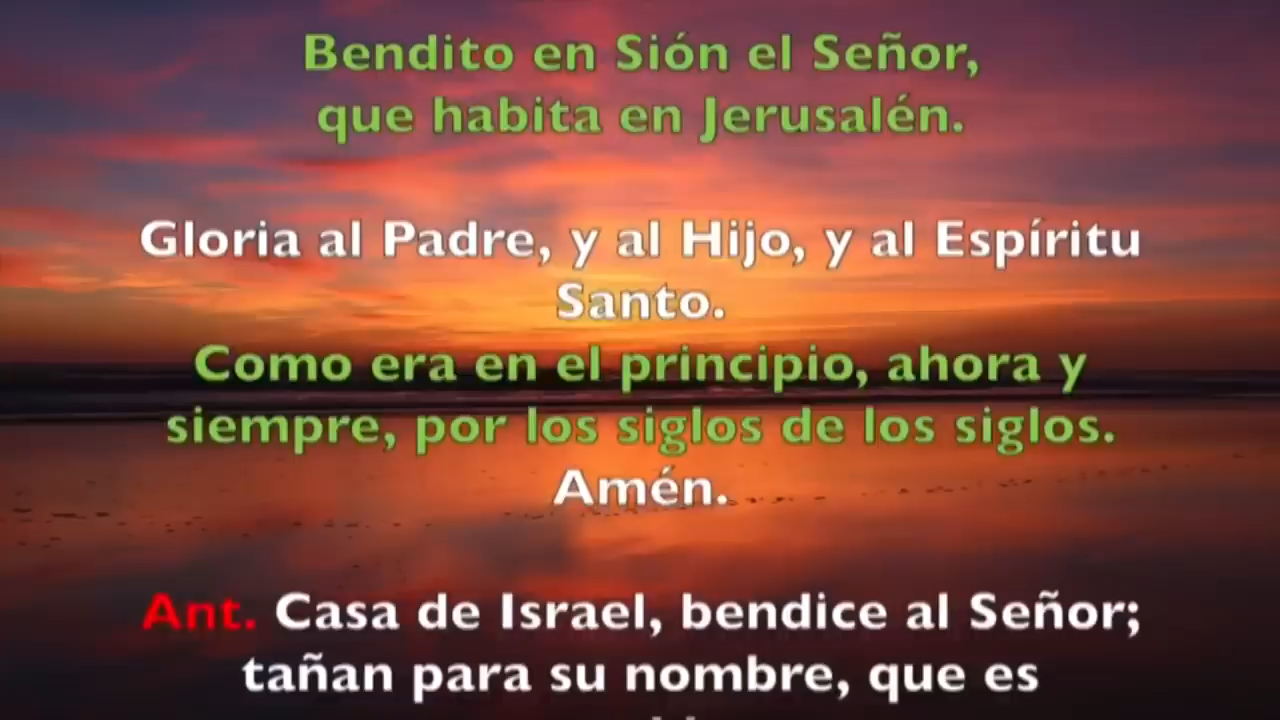 Bendito en Sión el Señor,
que habita en Jerusalén.
Gloria al Padre, y al Hijo, y al Espíritu
Santo.
Como era en el principio, ahora y
siempre, por los siglos de los siglos.
Amén.
Ant. Casa de Israel, bendice al Señor;
tañan para su nombre, que es